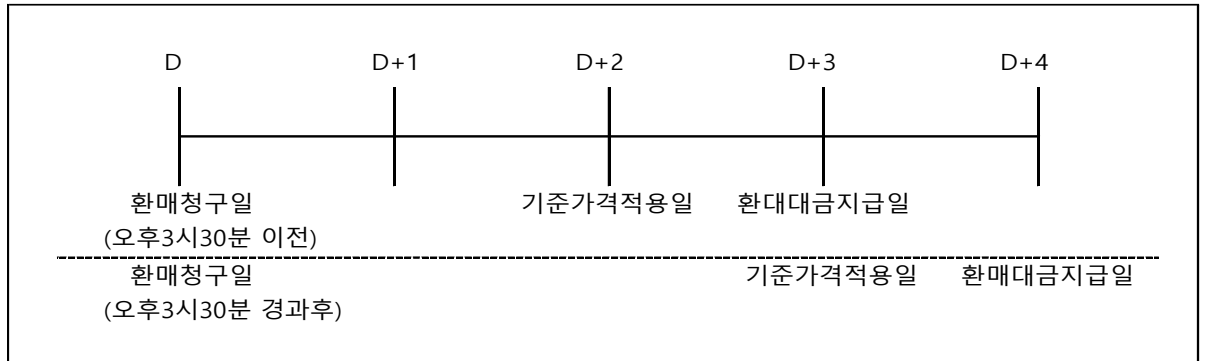 D D+1 D+2 D+3 D+4
환매청구일 기준가격적용일 환대대금지급일
(오후3시30분 이전)
환매청구일 기준가격적용일 환매대금지급일
(오후3시30분 경과후)